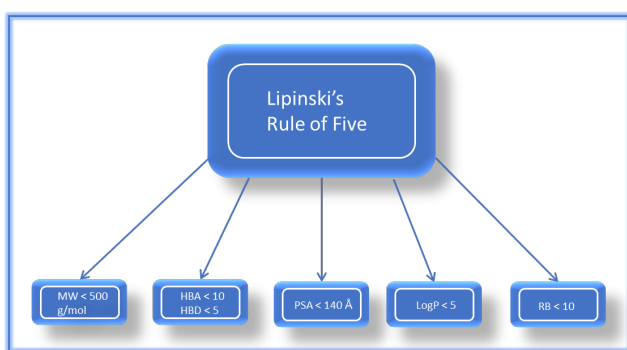 Lipinski’s
Rule of Five
MW < 500
g/mol
HBA < 10
HBD < 5
PSA < 140 Å
LogP < 5
RB < 10